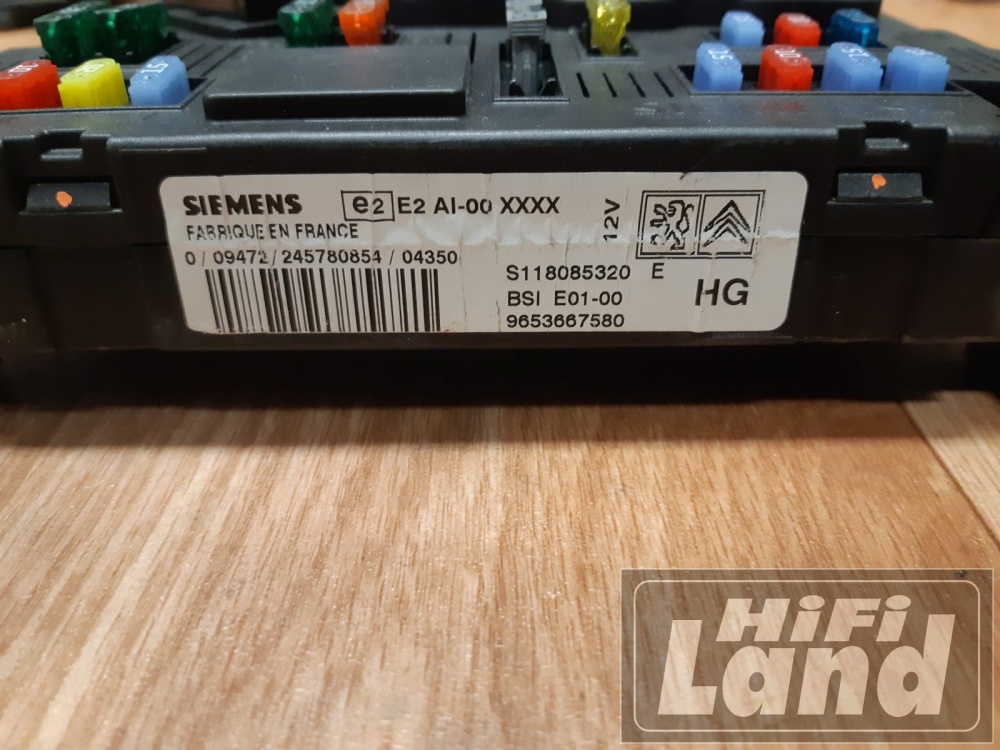 SIEMENS e2 E2 AI-00 XXXX
FABRIQUE EN FRANCE
12V
0 / 09472 / 245780854 / 04350
S118085320 E
BSI E01-00
9653667580
HG
HiFi
Land